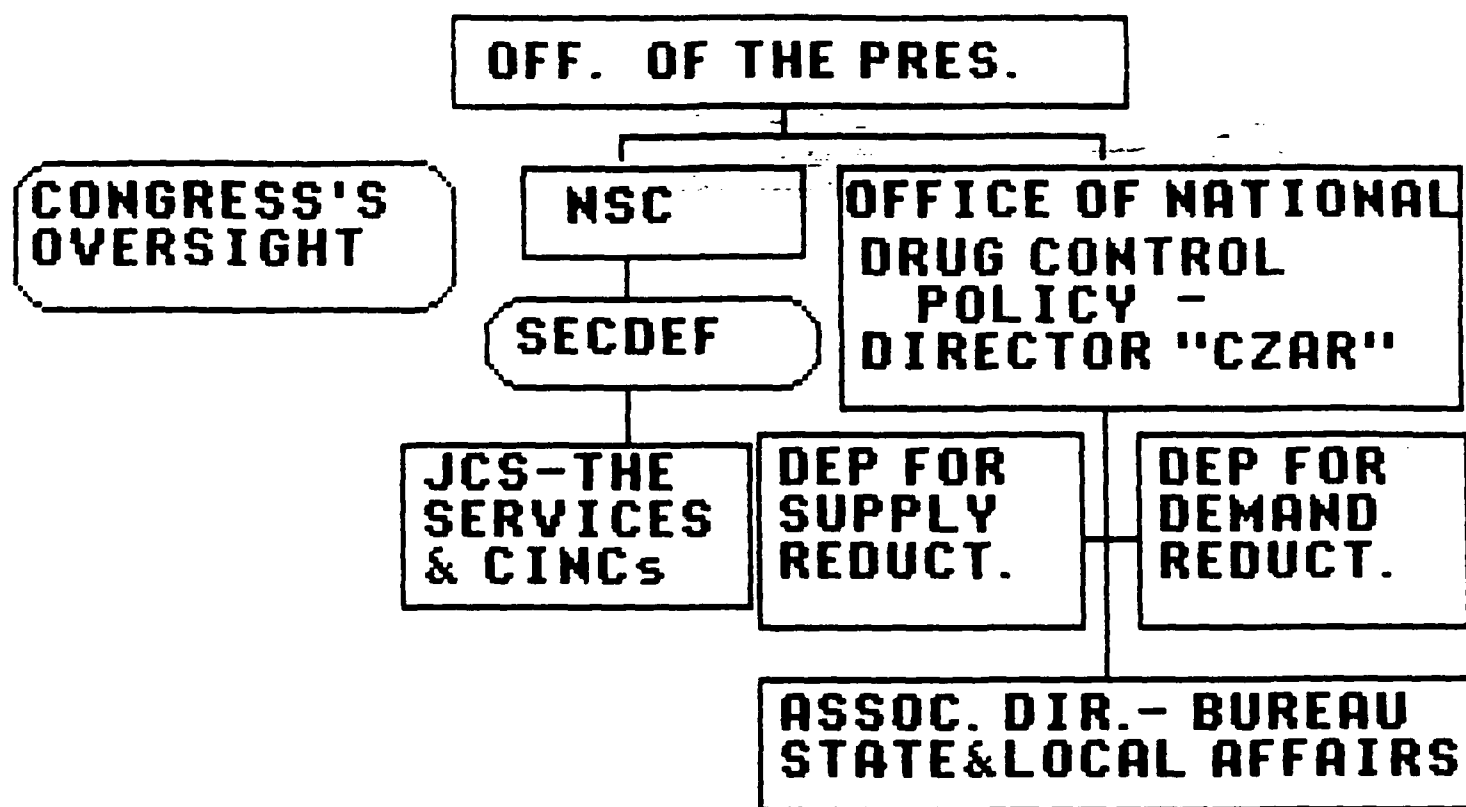 OFF. OF THE PRES.
CONGRESS'S
OVERSIGHT
NSC
OFFICE OF NATIONAL
DRUG CONTROL
POLICY -
DIRECTOR "CZAR"
SECDEF
JCS-THE
SERVICES
& CINCs
DEP FOR
SUPPLY
REDUCT.
DEP FOR
DEMAND
REDUCT.
ASSOC. DIR.- BUREAU
STATE&LOCAL AFFAIRS